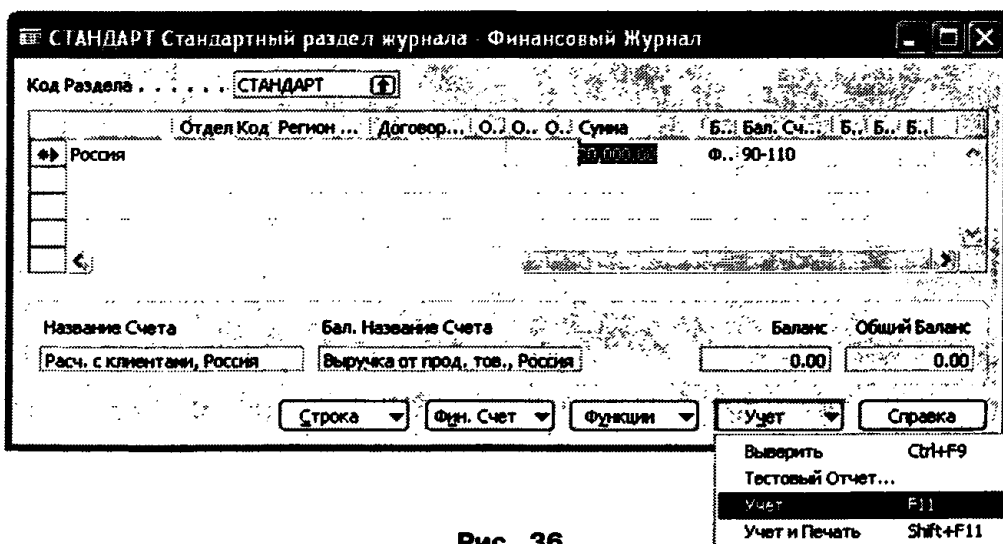 СТАНДАРТ Стандартный раздел журнала - Финансовый Журнал
Код Раздела . . . . . . СТАНДАРТ
Отдел Код Регион ... Договор... О.. О.. О.. Сумма Б.. Бал. Сч... Б.. Б.. Б..
Россия Ф.. 90-110
Название Счета Бал. Название Счета Баланс Общий Баланс
Расч. с клиентами, Россия Выручка от прод. тов., Россия 0.00 0.00
Строка Фин. Счет Функции Учет Справка
Выверить Ctrl+F9
Тестовый Отчет...
Учет F11
Учет и Печать Shift+F11
Рис. 36